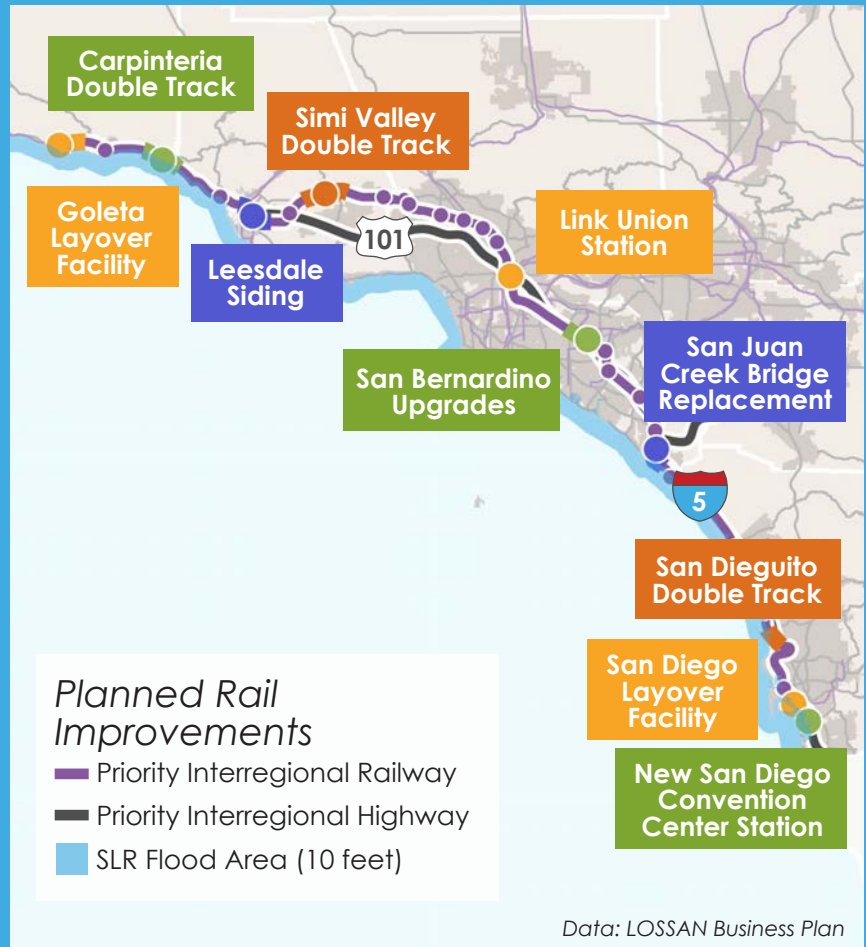 Carpinteria
Double Track
Simi Valley
Double Track
Goleta
Layover
Facility
Leesdale
Siding
101
Link Union
Station
San Bernardino
Upgrades
San Juan
Creek Bridge
Replacement
5
San Dieguito
Double Track
San Diego
Layover
Facility
New San Diego
Convention
Center Station
Planned Rail
Improvements
Priority Interregional Railway
Priority Interregional Highway
SLR Flood Area (10 feet)
Data: LOSSAN Business Plan